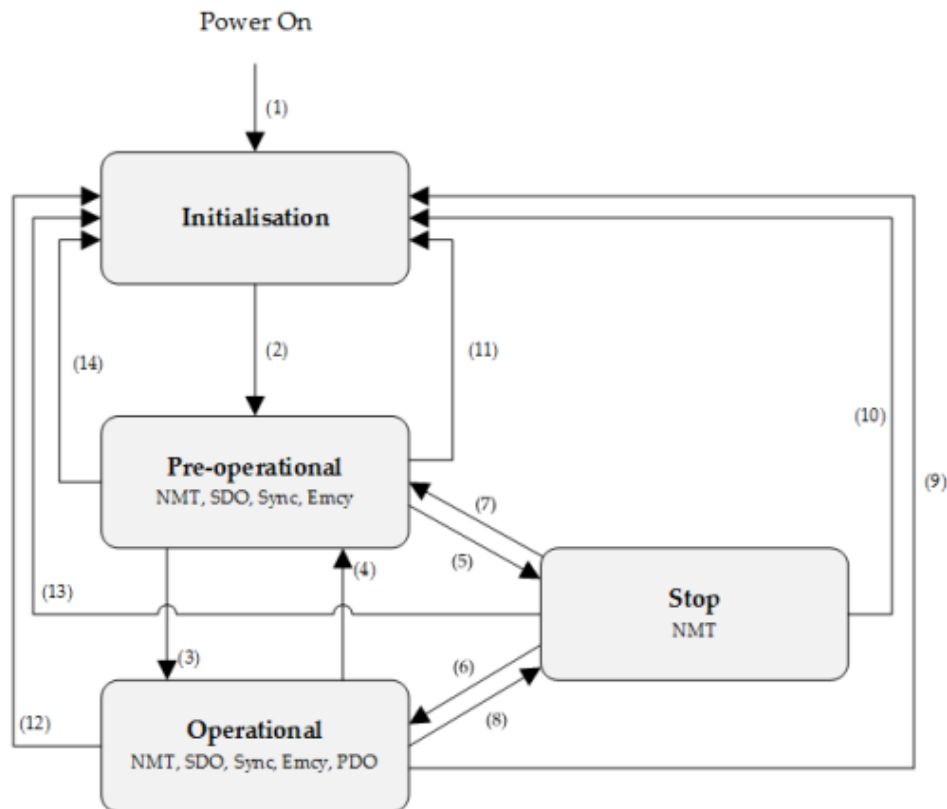 Power On
(1)
Initialisation
(2)
(11)
(14)
(10)
Pre-operational
NMT, SDO, Sync, Emcy
(9)
(7)
(5)
(4)
(13)
Stop
NMT
(3)
(6)
(8)
(12)
Operational
NMT, SDO, Sync, Emcy, PDO